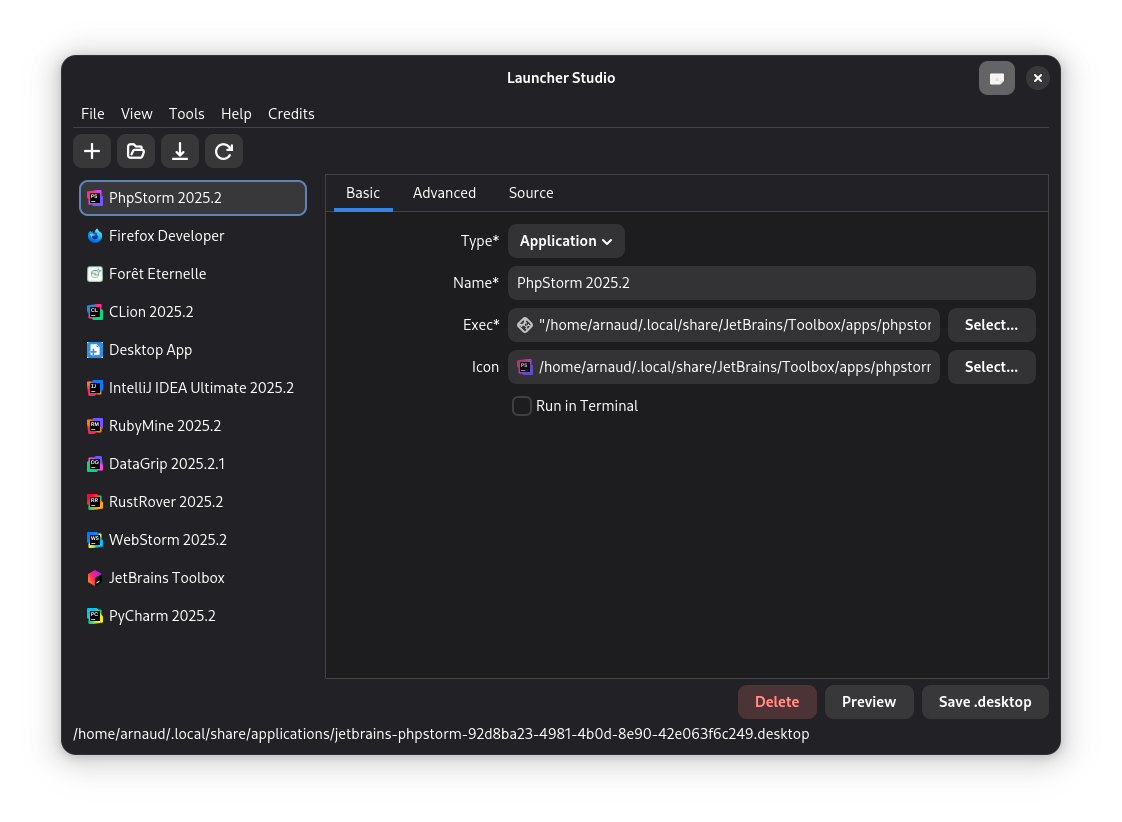 Launcher Studio
File View Tools Help Credits
PhpStorm 2025.2
Firefox Developer
Forêt Eternelle
CLion 2025.2
Desktop App
IntelliJ IDEA Ultimate 2025.2
RubyMine 2025.2
DataGrip 2025.2.1
RustRover 2025.2
WebStorm 2025.2
JetBrains Toolbox
PyCharm 2025.2
Basic Advanced Source
Type* Application
Name* PhpStorm 2025.2
Exec* "/home/arnaud/.local/share/JetBrains/Toolbox/apps/phpstor Select...
Icon /home/arnaud/.local/share/JetBrains/Toolbox/apps/phpstorr Select...
Run in Terminal
Delete Preview Save .desktop
/home/arnaud/.local/share/applications/jetbrains-phpstorm-92d8ba23-4981-4b0d-8e90-42e063f6c249.desktop